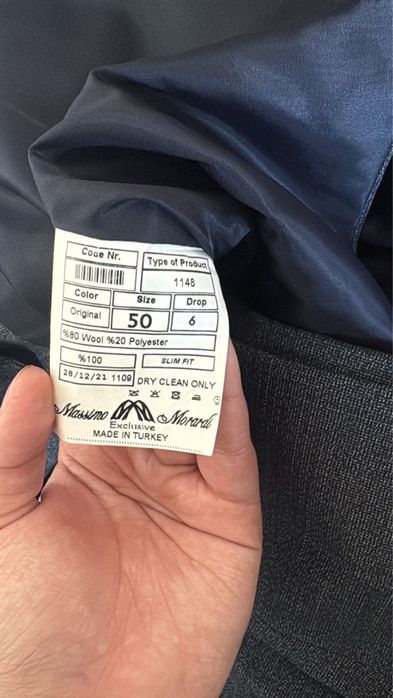 Code Nr.
Type of Product
1148
Color
Size
Drop
Original
50
6
%80 Wool %20 Polyester
%100
SLIM FIT
28/12/21 1109
DRY CLEAN ONLY
Massimo Morardi
Exclusive
MADE IN TURKEY